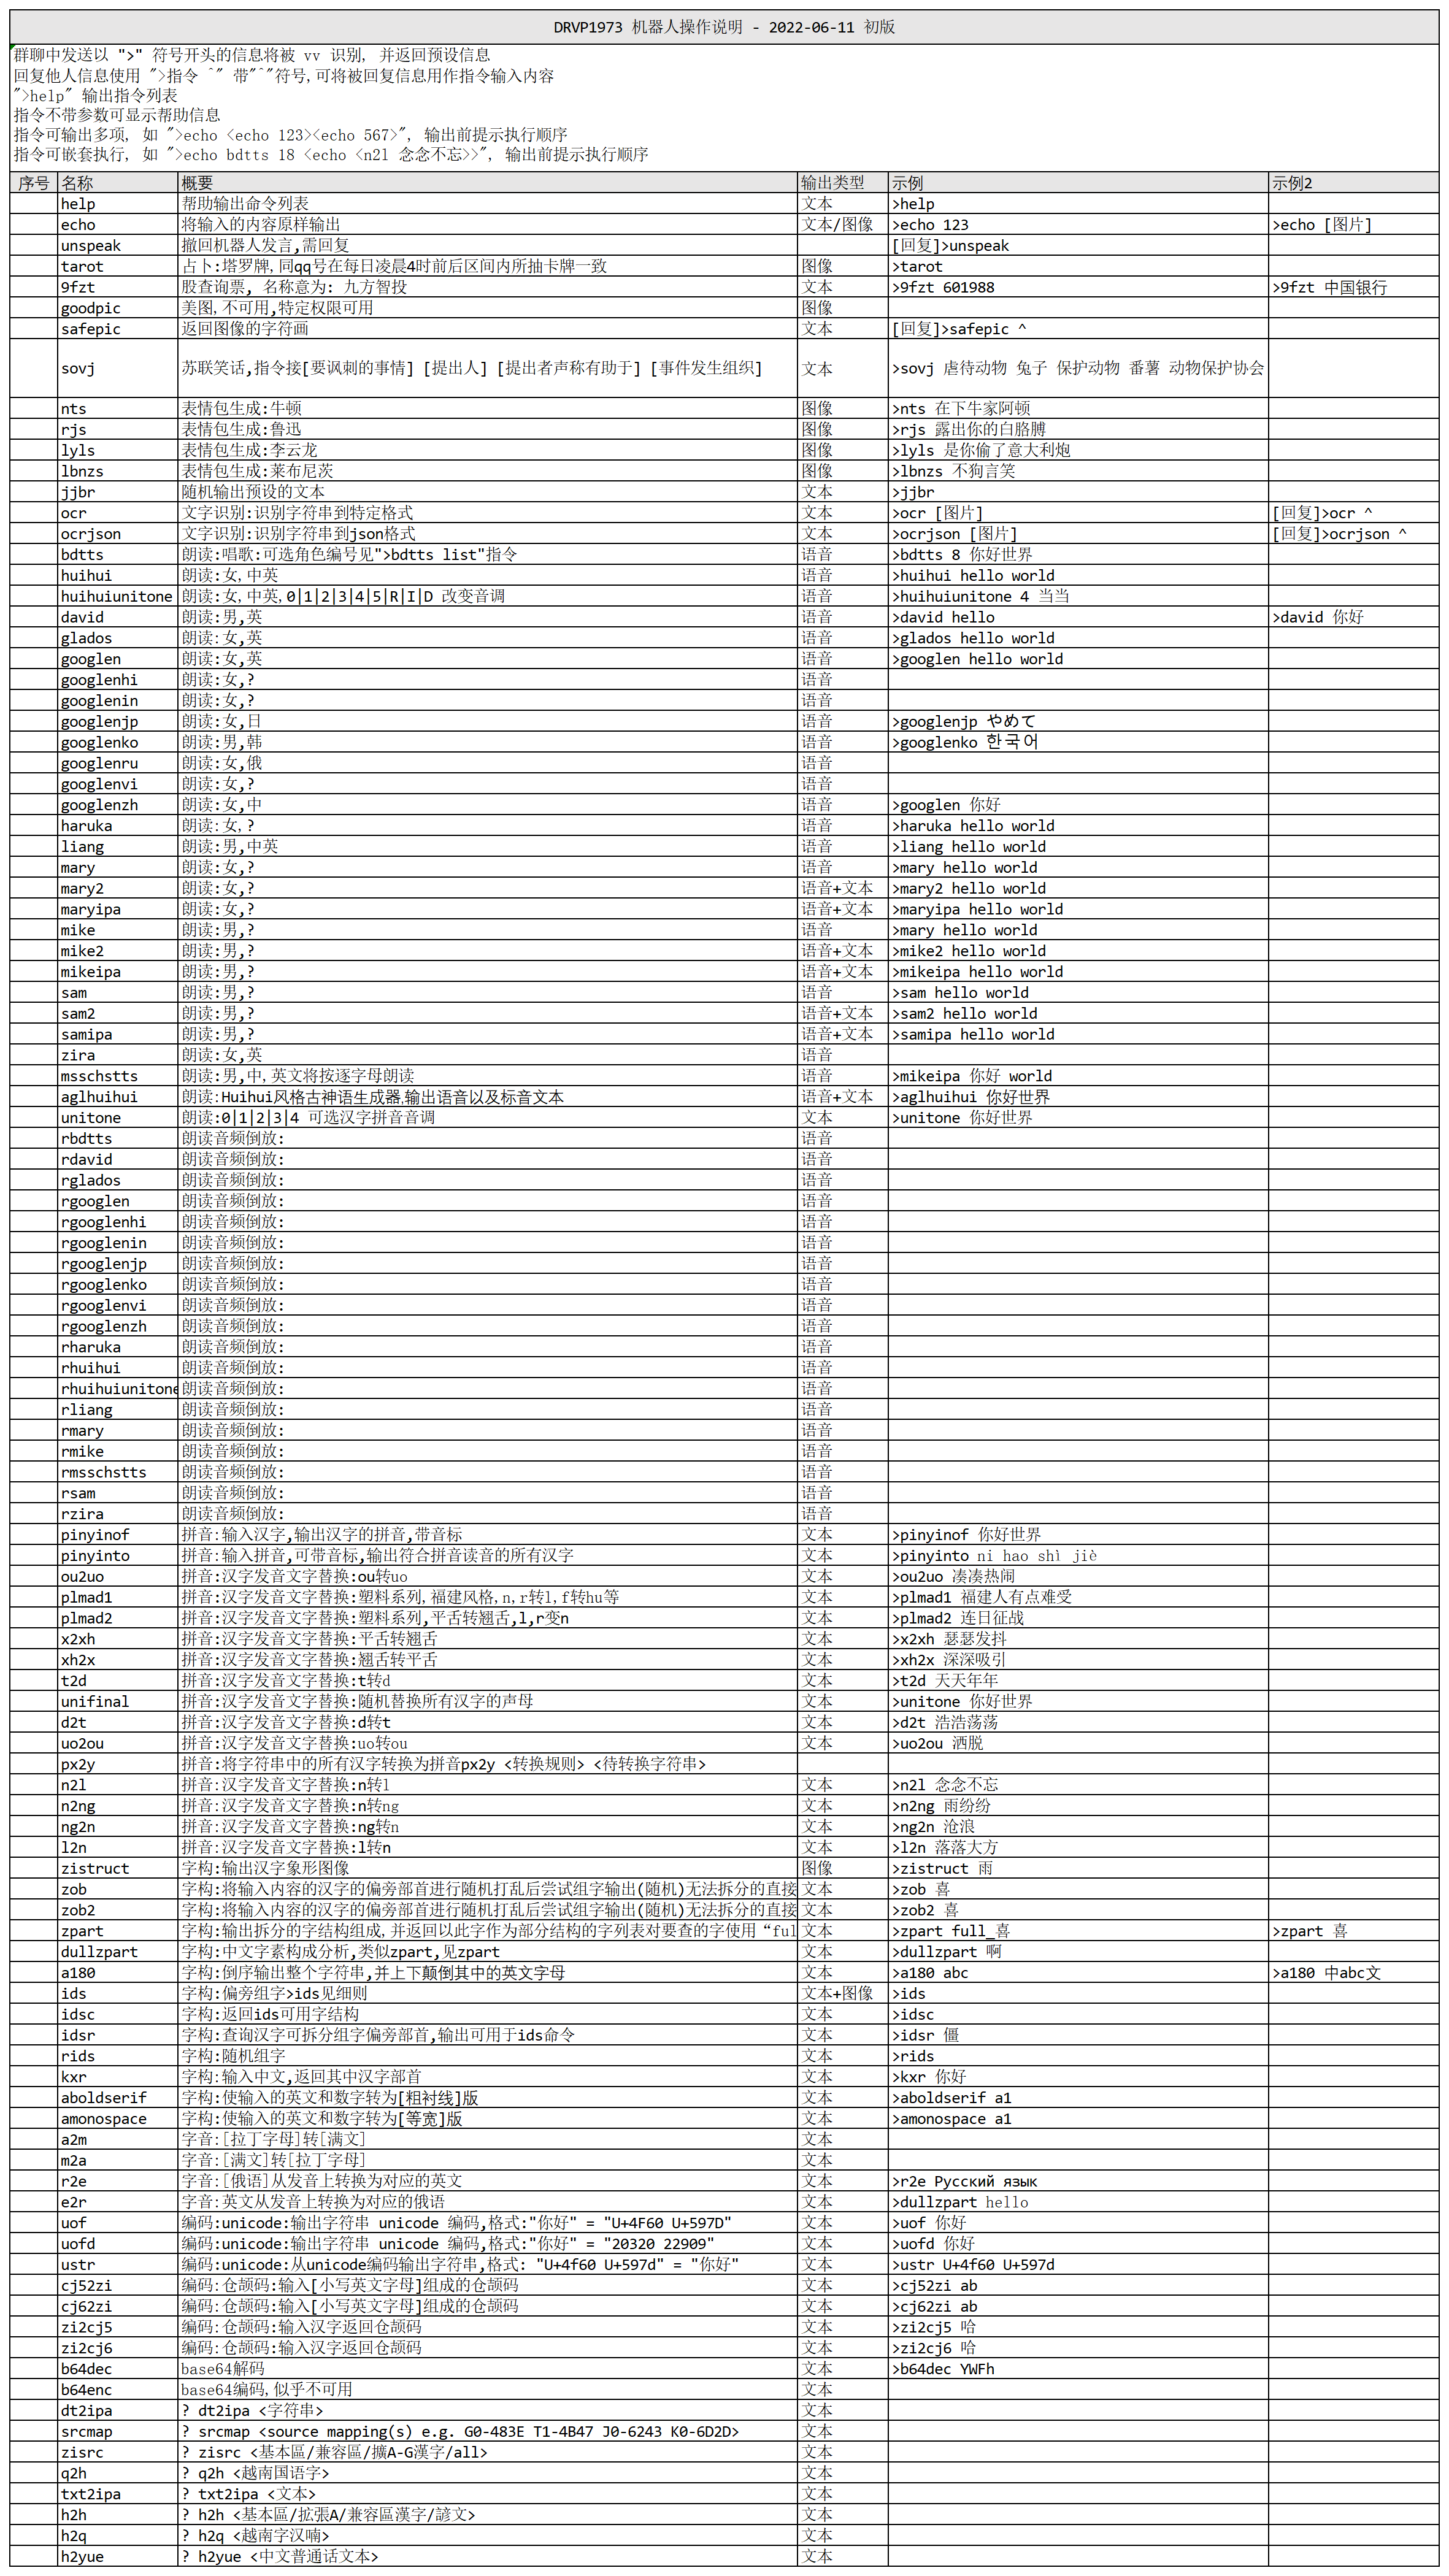 DRVP1973 机器人操作说明 - 2022-06-11 初版
群聊中发送以 ">" 符号开头的信息将被 vv 识别, 并返回预设信息
回复他人信息使用 ">指令 ^" 带"^"符号,可将被回复信息用作指令输入内容
">help" 输出指令列表
指令不带参数可显示帮助信息
指令可输出多项, 如 ">echo <echo 123><echo 567>", 输出前提示执行顺序
指令可嵌套执行, 如 ">echo bdtts 18 <echo <n2l 念念不忘>>", 输出前提示执行顺序
序号 名称 概要 输出类型 示例 示例2
help 帮助输出命令列表 文本 >help
echo 将输入的内容原样输出 文本/图像 >echo 123 >echo [图片]
unspeak 撤回机器人发言,需回复 [回复]>unspeak
tarot 占卜:塔罗牌,同qq号在每日凌晨4时前后区间内所抽卡牌一致 图像 >tarot
9fzt 股查询票, 名称意为: 九方智投 文本 >9fzt 601988 >9fzt 中国银行
goodpic 美图,不可用,特定权限可用 图像
safepic 返回图像的字符画 文本 [回复]>safepic ^
sovj 苏联笑话,指令接[要讽刺的事情] [提出人] [提出者声称有助于] [事件发生组织] 文本 >sovj 虐待动物 兔子 保护动物 番薯 动物保护协会
nts 表情包生成:牛顿 图像 >nts 在下牛家阿顿
rjs 表情包生成:鲁迅 图像 >rjs 露出你的白胳膊
lyls 表情包生成:李云龙 图像 >lyls 是你偷了意大利炮
lbnzs 表情包生成:莱布尼茨 图像 >lbnzs 不狗言笑
jjbr 随机输出预设的文本 文本 >jjbr
ocr 文字识别:识别字符串到特定格式 文本 >ocr [图片] [回复]>ocr ^
ocrjson 文字识别:识别字符串到json格式 文本 >ocrjson [图片] [回复]>ocrjson ^
bdtts 朗读:唱歌:可选角色编号见">bdtts list"指令 语音 >bdtts 8 你好世界
huihui 朗读:女,中英 语音 >huihui hello world
huihuiunitone 朗读:女,中英,0|1|2|3|4|5|R|I|D 改变音调 语音 >huihuiunitone 4 当当
david 朗读:男,英 语音 >david hello >david 你好
glados 朗读:女,英 语音 >glados hello world
googlen 朗读:女,英 语音 >googlen hello world
googlenhi 朗读:女,? 语音
googlenin 朗读:女,? 语音
googlenjp 朗读:女,日 语音 >googlenjp やめて
googlenko 朗读:男,韩 语音 >googlenko 한국어
googlenru 朗读:女,俄 语音
googlenvi 朗读:女,? 语音
googlenzh 朗读:女,中 语音 >googlen 你好
haruka 朗读:女,? 语音 >haruka hello world
liang 朗读:男,中英 语音 >liang hello world
mary 朗读:女,? 语音 >mary hello world
mary2 朗读:女,? 语音+文本 >mary2 hello world
maryipa 朗读:女,? 语音+文本 >maryipa hello world
mike 朗读:男,? 语音 >mary hello world
mike2 朗读:男,? 语音+文本 >mike2 hello world
mikeipa 朗读:男,? 语音+文本 >mikeipa hello world
sam 朗读:男,? 语音 >sam hello world
sam2 朗读:男,? 语音+文本 >sam2 hello world
samipa 朗读:男,? 语音+文本 >samipa hello world
zira 朗读:女,英 语音
msschstts 朗读:男,中,英文将按逐字母朗读 语音 >mikeipa 你好 world
aglhuihui 朗读:Huihui风格古神语生成器,输出语音以及标音文本 语音+文本 >aglhuihui 你好世界
unitone 朗读:0|1|2|3|4 可选汉字拼音音调 文本 >unitone 你好世界
rbdtts 朗读音频倒放: 语音
rdavid 朗读音频倒放: 语音
rglados 朗读音频倒放: 语音
rgooglen 朗读音频倒放: 语音
rgooglenhi 朗读音频倒放: 语音
rgooglenin 朗读音频倒放: 语音
rgooglenjp 朗读音频倒放: 语音
rgooglenko 朗读音频倒放: 语音
rgooglenvi 朗读音频倒放: 语音
rgooglenzh 朗读音频倒放: 语音
rharuka 朗读音频倒放: 语音
rhuihui 朗读音频倒放: 语音
rhuihuiunitone 朗读音频倒放: 语音
rliang 朗读音频倒放: 语音
rmary 朗读音频倒放: 语音
rmike 朗读音频倒放: 语音
rmsschstts 朗读音频倒放: 语音
rsam 朗读音频倒放: 语音
rzira 朗读音频倒放: 语音
pinyinof 拼音:输入汉字,输出汉字的拼音,带音标 文本 >pinyinof 你好世界
pinyinto 拼音:输入拼音,可带音标,输出符合拼音读音的所有汉字 文本 >pinyinto ni hao shì jiè
ou2uo 拼音:汉字发音文字替换:ou转uo 文本 >ou2uo 凑凑热闹
plmad1 拼音:汉字发音文字替换:塑料系列,福建风格,n,r转l,f转hu等 文本 >plmad1 福建人有点难受
plmad2 拼音:汉字发音文字替换:塑料系列,平舌转翘舌,l,r变n 文本 >plmad2 连日征战
x2xh 拼音:汉字发音文字替换:平舌转翘舌 文本 >x2xh 瑟瑟发抖
xh2x 拼音:汉字发音文字替换:翘舌转平舌 文本 >xh2x 深深吸引
t2d 拼音:汉字发音文字替换:t转d 文本 >t2d 天天年年
unifinal 拼音:汉字发音文字替换:随机替换所有汉字的声母 文本 >unitone 你好世界
d2t 拼音:汉字发音文字替换:d转t 文本 >d2t 浩浩荡荡
uo2ou 拼音:汉字发音文字替换:uo转ou 文本 >uo2ou 洒脱
px2y 拼音:将字符串中的所有汉字转换为拼音px2y <转换规则> <待转换字符串>
n2l 拼音:汉字发音文字替换:n转l 文本 >n2l 念念不忘
n2ng 拼音:汉字发音文字替换:n转ng 文本 >n2ng 雨纷纷
ng2n 拼音:汉字发音文字替换:ng转n 文本 >ng2n 沧浪
l2n 拼音:汉字发音文字替换:l转n 文本 >l2n 落落大方
zistruct 字构:输出汉字象形图像 图像 >zistruct 雨
zob 字构:将输入内容的汉字的偏旁部首进行随机打乱后尝试组字输出(随机)无法拆分的直接 文本 >zob 喜
zob2 字构:将输入内容的汉字的偏旁部首进行随机打乱后尝试组字输出(随机)无法拆分的直接 文本 >zob2 喜
zpart 字构:输出拆分的字结构组成,并返回以此字作为部分结构的字列表对要查的字使用“ful 文本 >zpart full_喜 >zpart 喜
dullzpart 字构:中文字素构成分析,类似zpart,见zpart 文本 >dullzpart 啊
a180 字构:倒序输出整个字符串,并上下颠倒其中的英文字母 文本 >a180 abc >a180 中abc文
ids 字构:偏旁组字>ids见细则 文本+图像 >ids
idsc 字构:返回ids可用字结构 文本 >idsc
idsr 字构:查询汉字可拆分组字偏旁部首,输出可用于ids命令 文本 >idsr 僵
rids 字构:随机组字 文本 >rids
kxr 字构:输入中文,返回其中汉字部首 文本 >kxr 你好
aboldserif 字构:使输入的英文和数字转为[粗衬线]版 文本 >aboldserif a1
amonospace 字构:使输入的英文和数字转为[等宽]版 文本 >amonospace a1
a2m 字音:[拉丁字母]转[满文] 文本
m2a 字音:[满文]转[拉丁字母] 文本
r2e 字音:[俄语]从发音上转换为对应的英文 文本 >r2e Русский язык
e2r 字音:英文从发音上转换为对应的俄语 文本 >dullzpart hello
uof 编码:unicode:输出字符串 unicode 编码,格式:"你好" = "U+4F60 U+597D" 文本 >uof 你好
uofd 编码:unicode:输出字符串 unicode 编码,格式:"你好" = "20320 22909" 文本 >uofd 你好
ustr 编码:unicode:从unicode编码输出字符串,格式: "U+4f60 U+597d" = "你好" 文本 >ustr U+4f60 U+597d
cj52zi 编码:仓颉码:输入[小写英文字母]组成的仓颉码 文本 >cj52zi ab
cj62zi 编码:仓颉码:输入[小写英文字母]组成的仓颉码 文本 >cj62zi ab
zi2cj5 编码:仓颉码:输入汉字返回仓颉码 文本 >zi2cj5 哈
zi2cj6 编码:仓颉码:输入汉字返回仓颉码 文本 >zi2cj6 哈
b64dec base64解码 文本 >b64dec YWFh
b64enc base64编码,似乎不可用 文本
dt2ipa ? dt2ipa <字符串> 文本
srcmap ? srcmap <source mapping(s) e.g. G0-483E T1-4B47 J0-6243 K0-6D2D> 文本
zisrc ? zisrc <基本區/兼容區/擴A-G漢字/all> 文本
q2h ? q2h <越南国语字> 文本
txt2ipa ? txt2ipa <文本> 文本
h2h ? h2h <基本區/拡張A/兼容區漢字/諺文> 文本
h2q ? h2q <越南字汉喃> 文本
h2yue ? h2yue <中文普通话文本> 文本